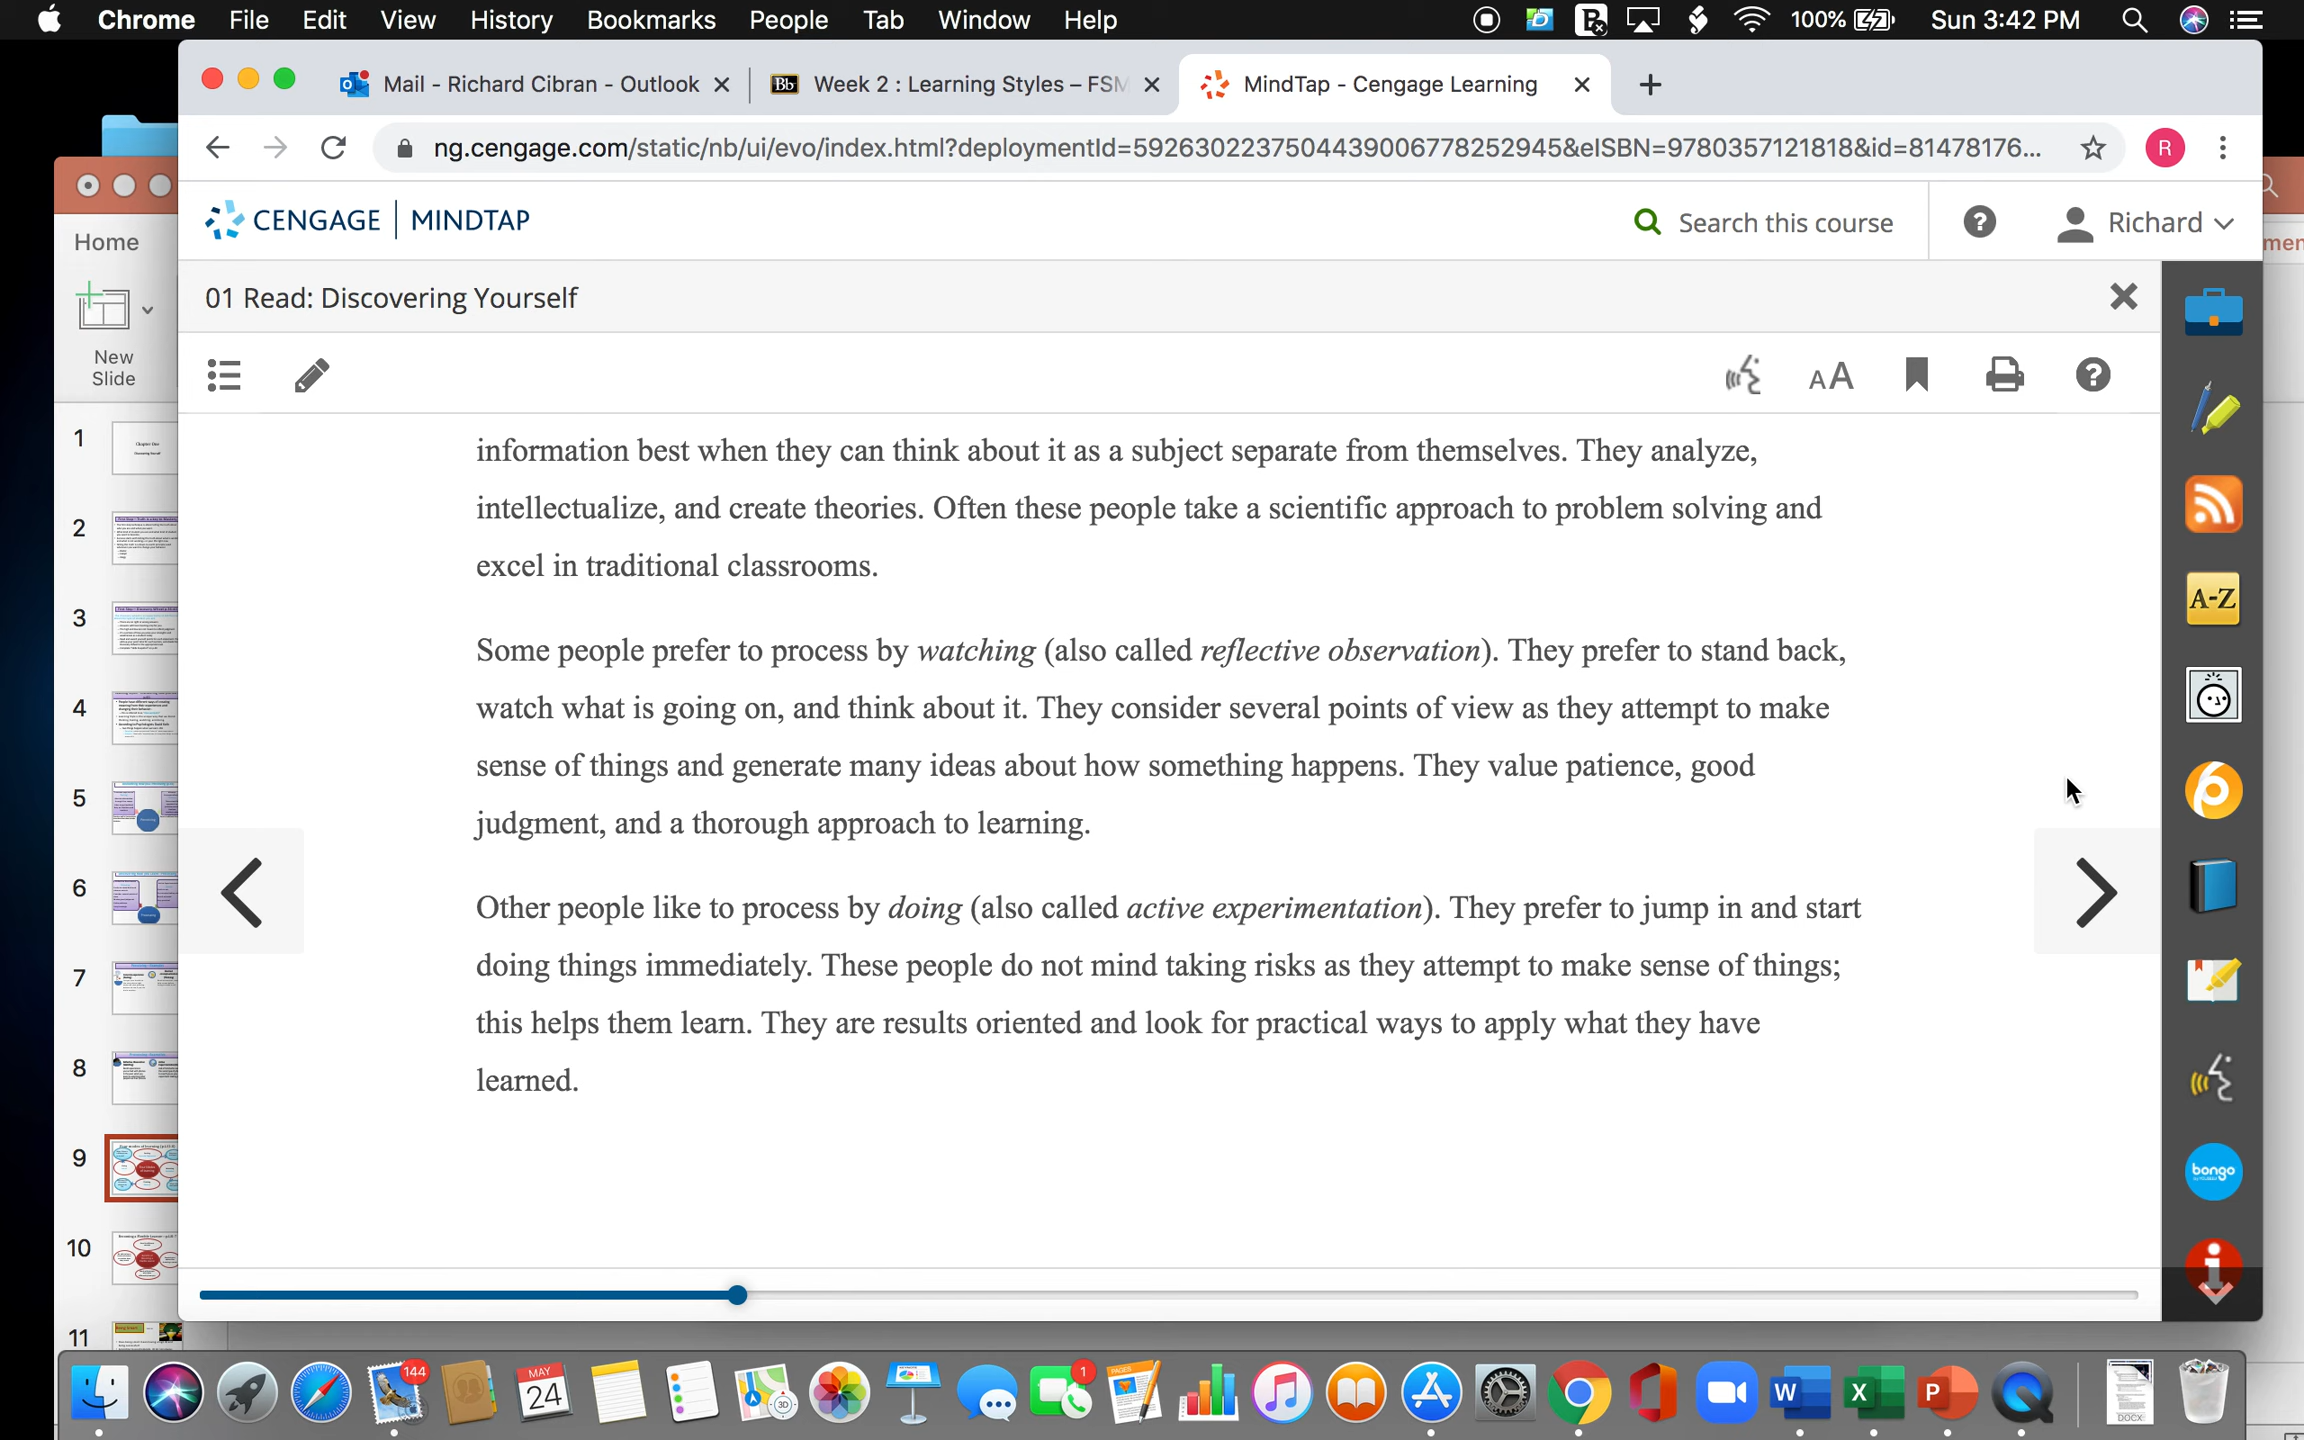 Chrome File Edit View History Bookmarks People Tab Window Help 100% Sun 3:42 PM
Mail - Richard Cibran - Outlook
Bb Week 2 : Learning Styles – FSM
MindTap - Cengage Learning
ng.cengage.com/static/nb/ui/evo/index.html?deploymentId=5926302237504439006778252945&eISBN=9780357121818&id=81478176...
R
CENGAGE MINDTAP
Search this course
Richard
Home
New
Slide
01 Read: Discovering Yourself
AA
information best when they can think about it as a subject separate from themselves. They analyze,
intellectualize, and create theories. Often these people take a scientific approach to problem solving and
excel in traditional classrooms.
Some people prefer to process by watching (also called reflective observation). They prefer to stand back,
watch what is going on, and think about it. They consider several points of view as they attempt to make
sense of things and generate many ideas about how something happens. They value patience, good
judgment, and a thorough approach to learning.
Other people like to process by doing (also called active experimentation). They prefer to jump in and start
doing things immediately. These people do not mind taking risks as they attempt to make sense of things;
this helps them learn. They are results oriented and look for practical ways to apply what they have
learned.
1
2
3
4
5
6
7
8
9
10
11
A-Z
bongo
144
MAY
24
3D
1
PAGES
W
X
P
DOCX